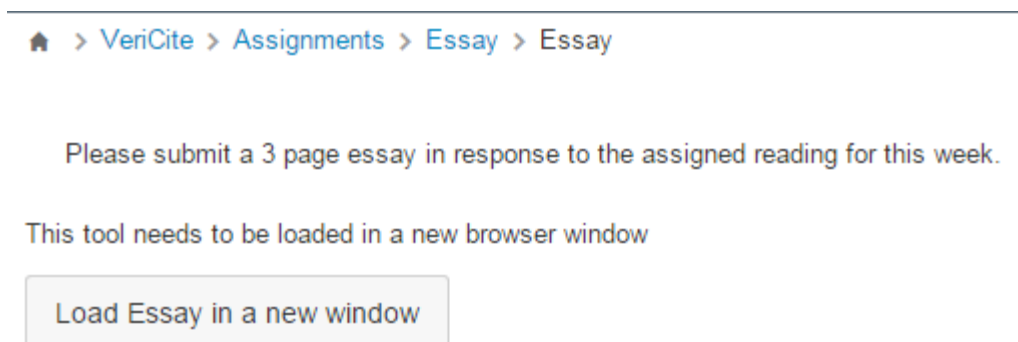 > VeriCite > Assignments > Essay > Essay
Please submit a 3 page essay in response to the assigned reading for this week.
This tool needs to be loaded in a new browser window
Load Essay in a new window